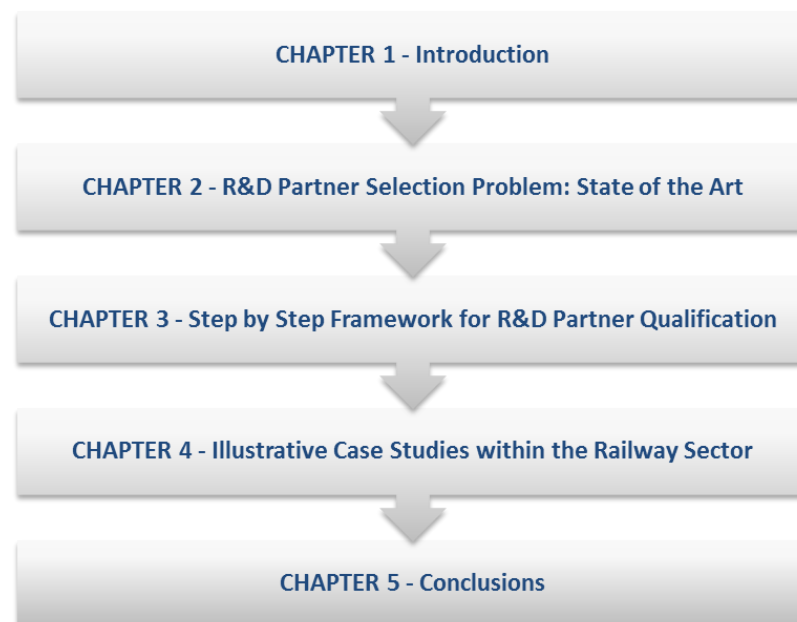 CHAPTER 1 - Introduction
CHAPTER 2 - R&D Partner Selection Problem: State of the Art
CHAPTER 3 - Step by Step Framework for R&D Partner Qualification
CHAPTER 4 - Illustrative Case Studies within the Railway Sector
CHAPTER 5 - Conclusions